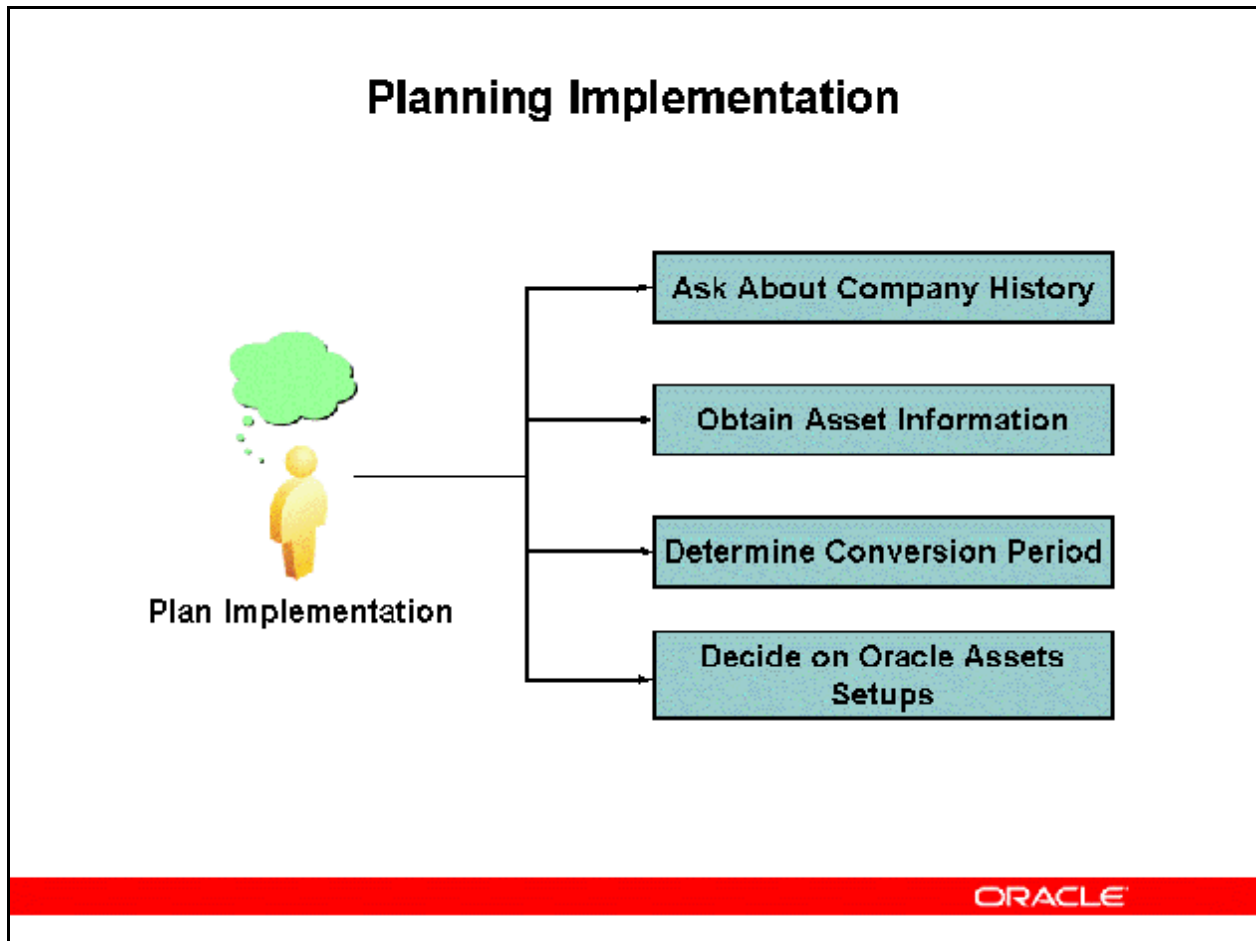 Planning Implementation
Ask About Company History
Obtain Asset Information
Determine Conversion Period
Plan Implementation
Decide on Oracle Assets
Setups
ORACLE